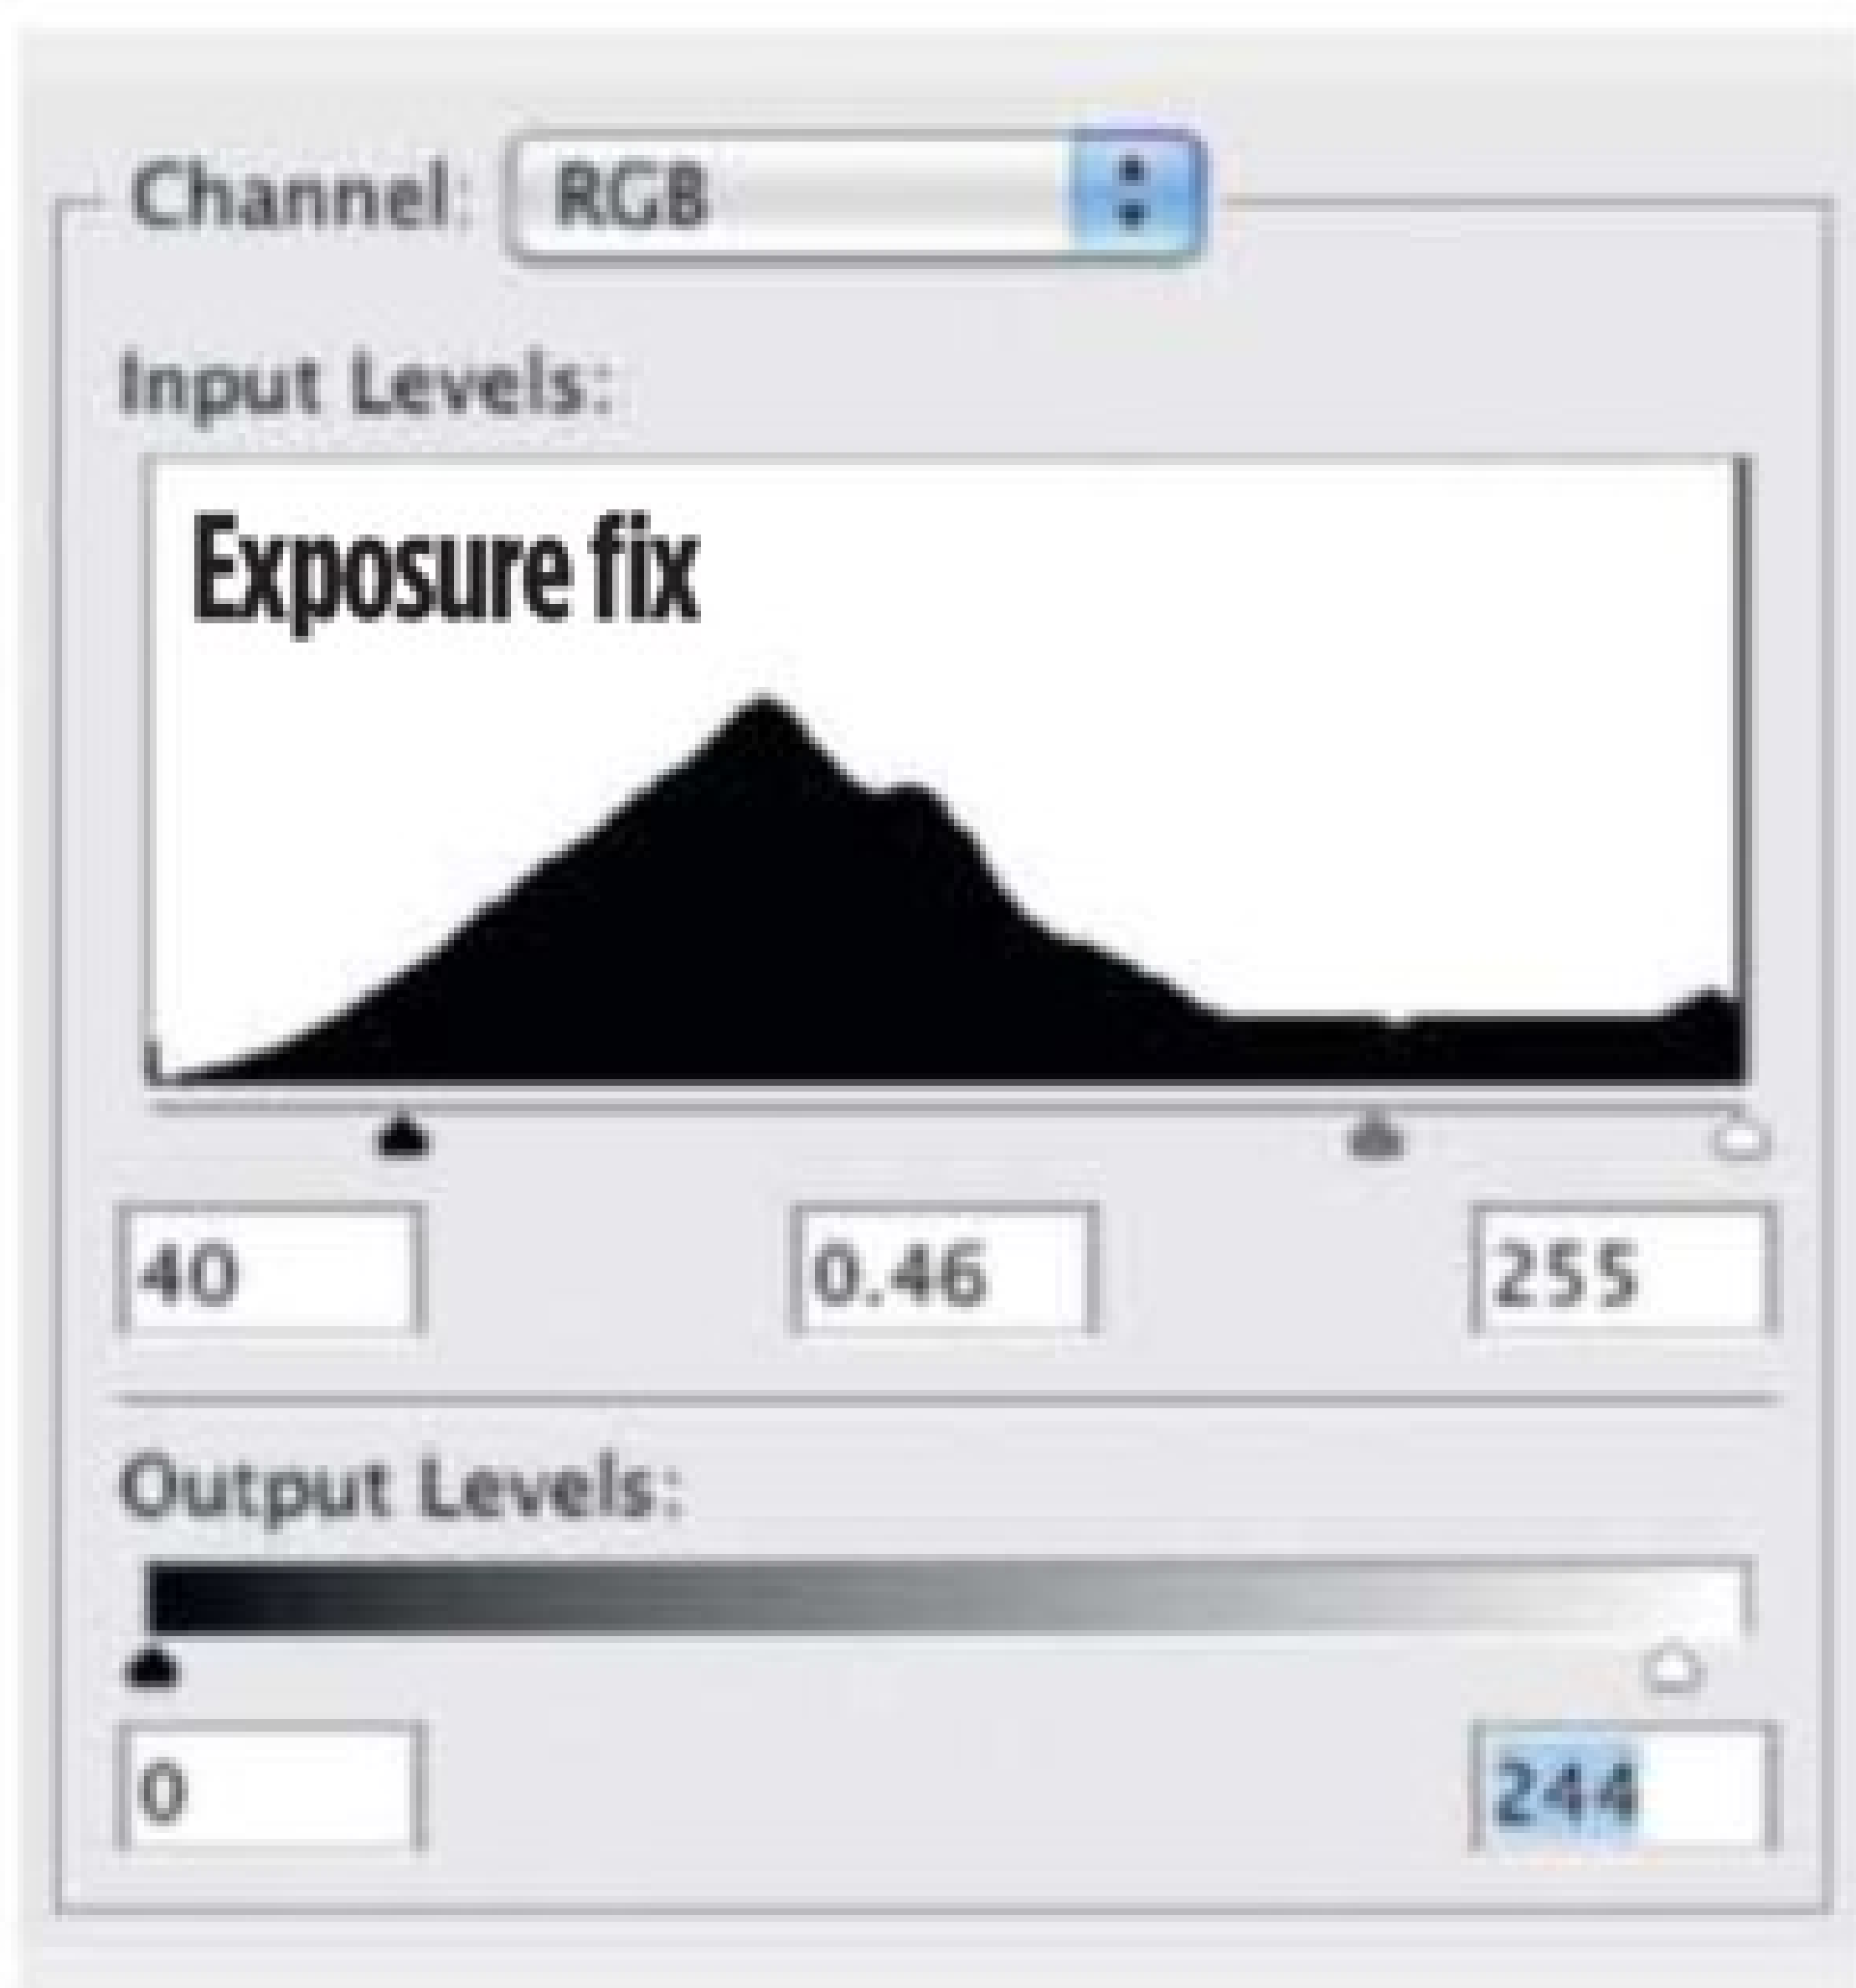 Channel: RGB
Input Levels:
Exposure fix
40 0.46 255
Output Levels:
0 244